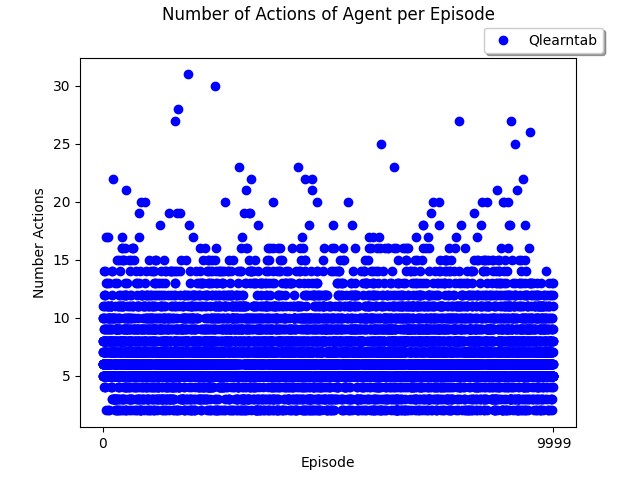 Number of Actions of Agent per Episode
Qlearntab
30
25
20
15
10
5
Number Actions
0 9999
Episode